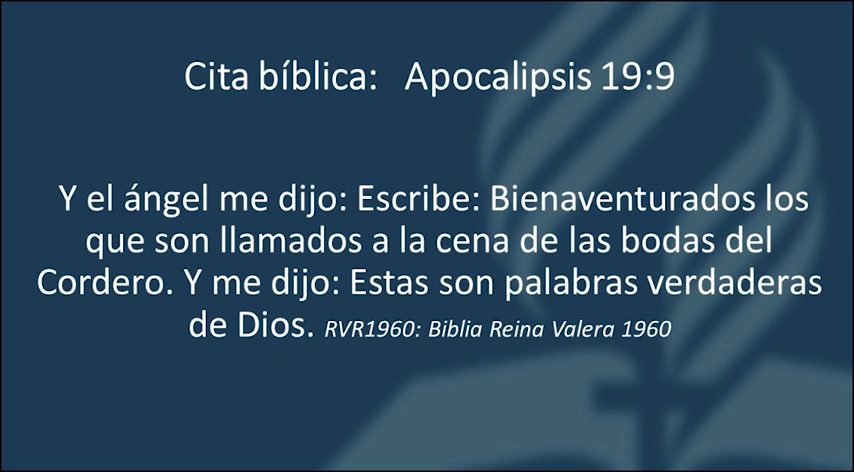 Cita bíblica: Apocalipsis 19:9
Y el ángel me dijo: Escribe: Bienaventurados los
que son llamados a la cena de las bodas del
Cordero. Y me dijo: Estas son palabras verdaderas
de Dios. RVR1960: Biblia Reina Valera 1960